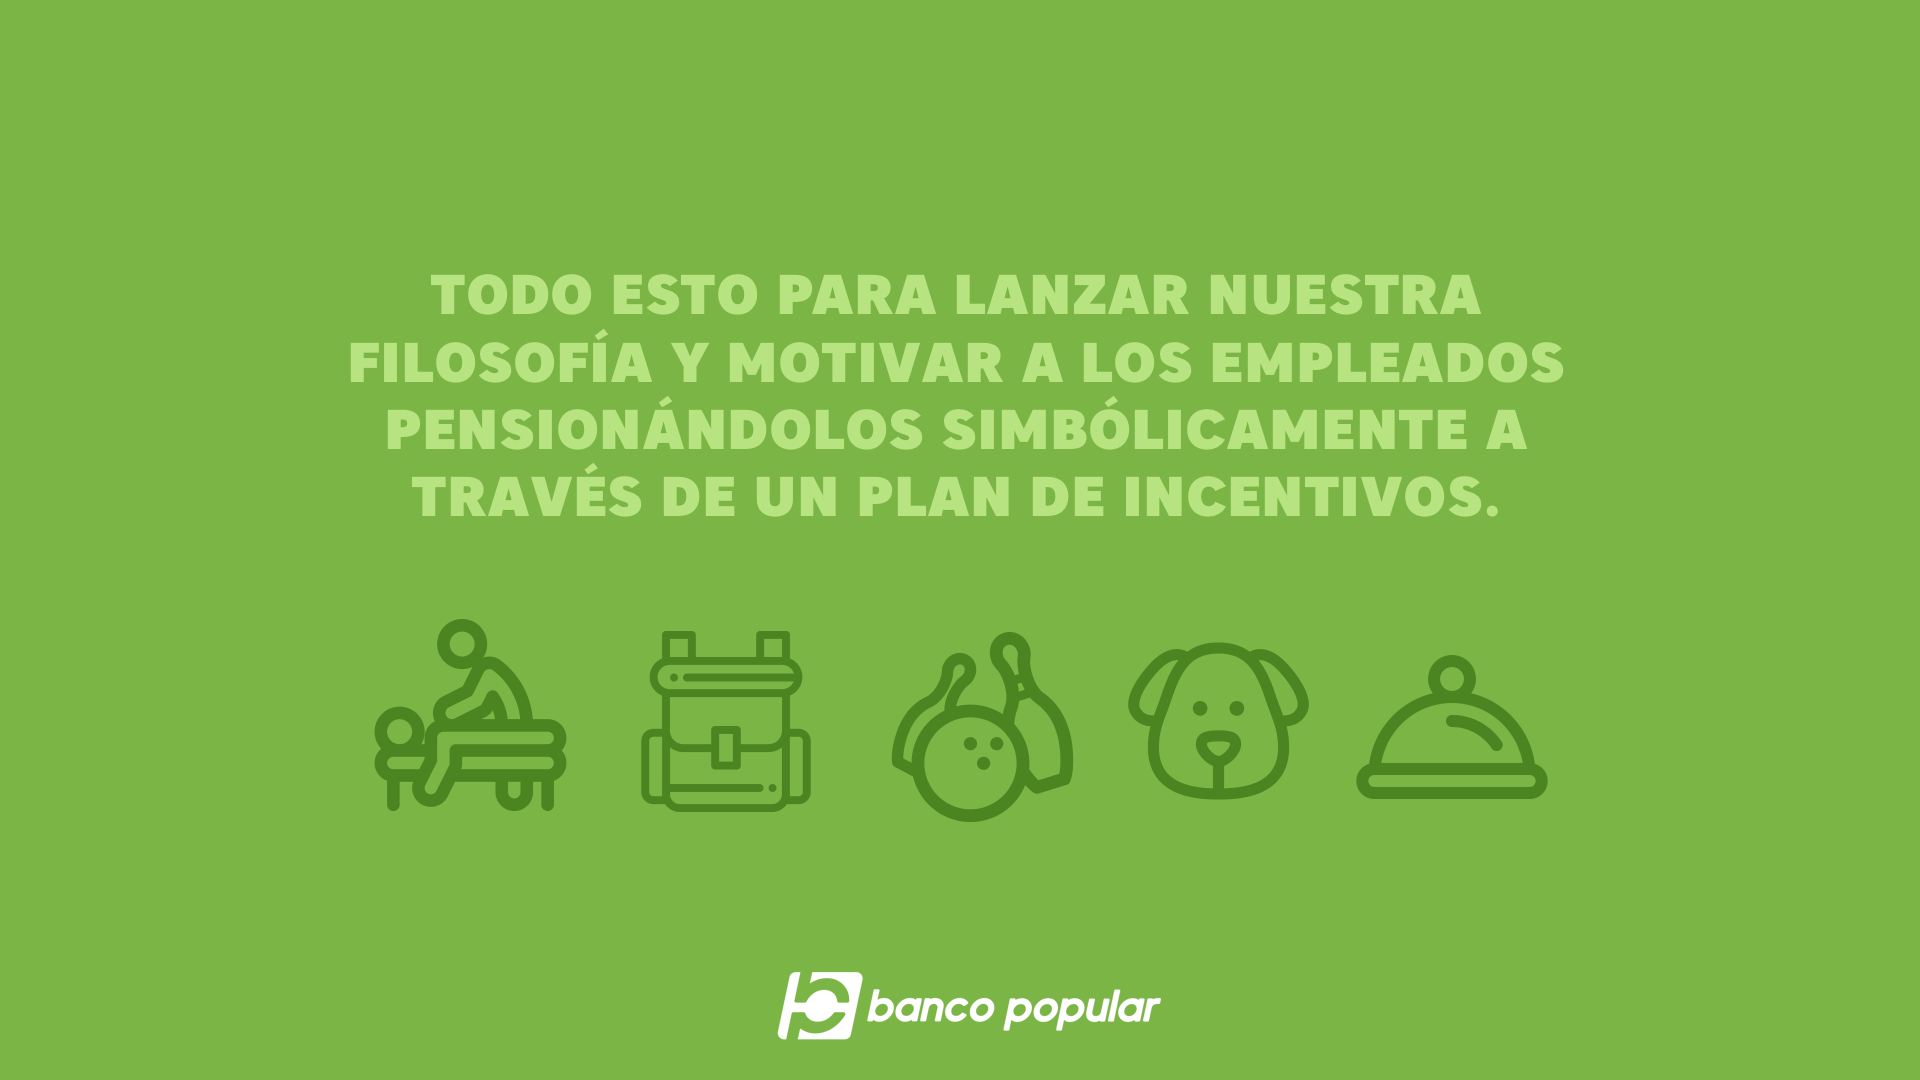 TODO ESTO PARA LANZAR NUESTRA
FILOSOFÍA Y MOTIVAR A LOS EMPLEADOS
PENSIONÁNDOLOS SIMBÓLICAMENTE A
TRAVÉS DE UN PLAN DE INCENTIVOS.
banco popular